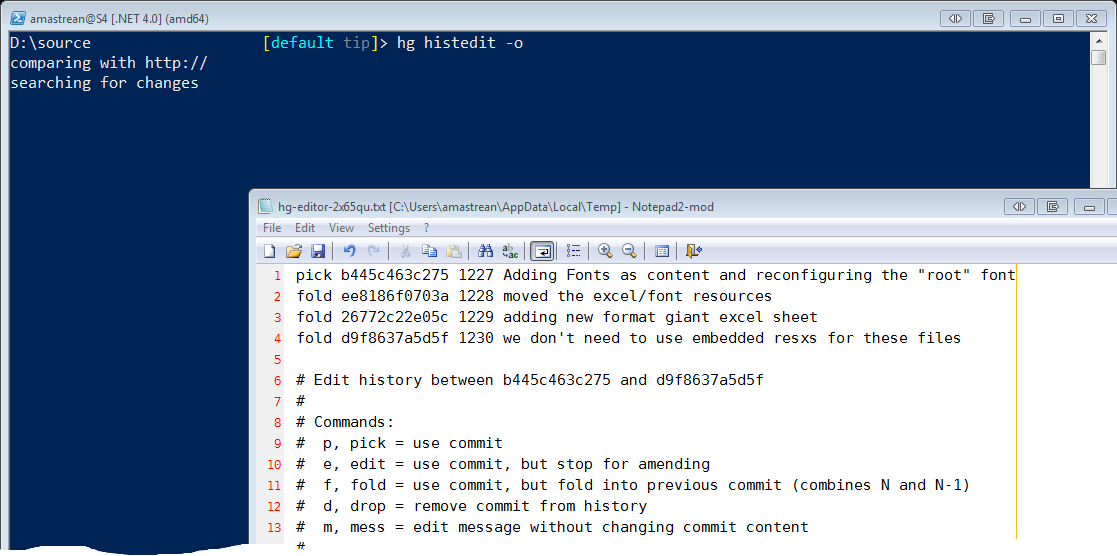 amastrean@S4 [.NET 4.0] (amd64)
D:\source [default tip]> hg histedit -o
comparing with http://
searching for changes
hg-editor-2x65qu.txt [C:\Users\amastrean\AppData\Local\Temp] - Notepad2-mod
File Edit View Settings ?
1 pick b445c463c275 1227 Adding Fonts as content and reconfiguring the "root" font
2 fold ee8186f0703a 1228 moved the excel/font resources
3 fold 26772c22e05c 1229 adding new format giant excel sheet
4 fold d9f8637a5d5f 1230 we don't need to use embedded resxs for these files
5
6 # Edit history between b445c463c275 and d9f8637a5d5f
7 #
8 # Commands:
9 #  p, pick = use commit
10 #  e, edit = use commit, but stop for amending
11 #  f, fold = use commit, but fold into previous commit (combines N and N-1)
12 #  d, drop = remove commit from history
13 #  m, mess = edit message without changing commit content
#